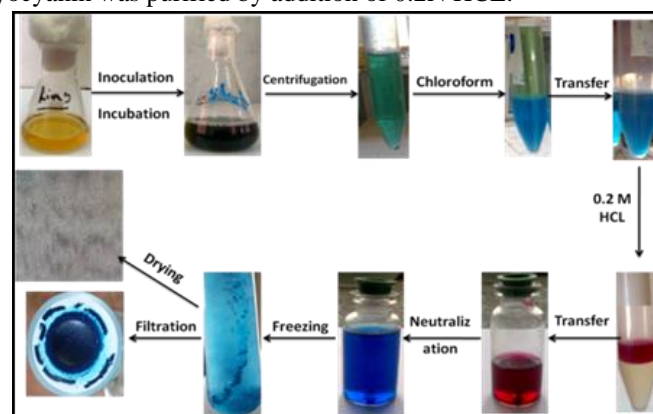 ocyanin was purified by addition of 0.2N HCL.
Inoculation
Incubation
Centrifugation
Chloroform
Transfer
0.2 M
HCL
Drying
Filtration
Freezing
Neutraliz
ation
Transfer